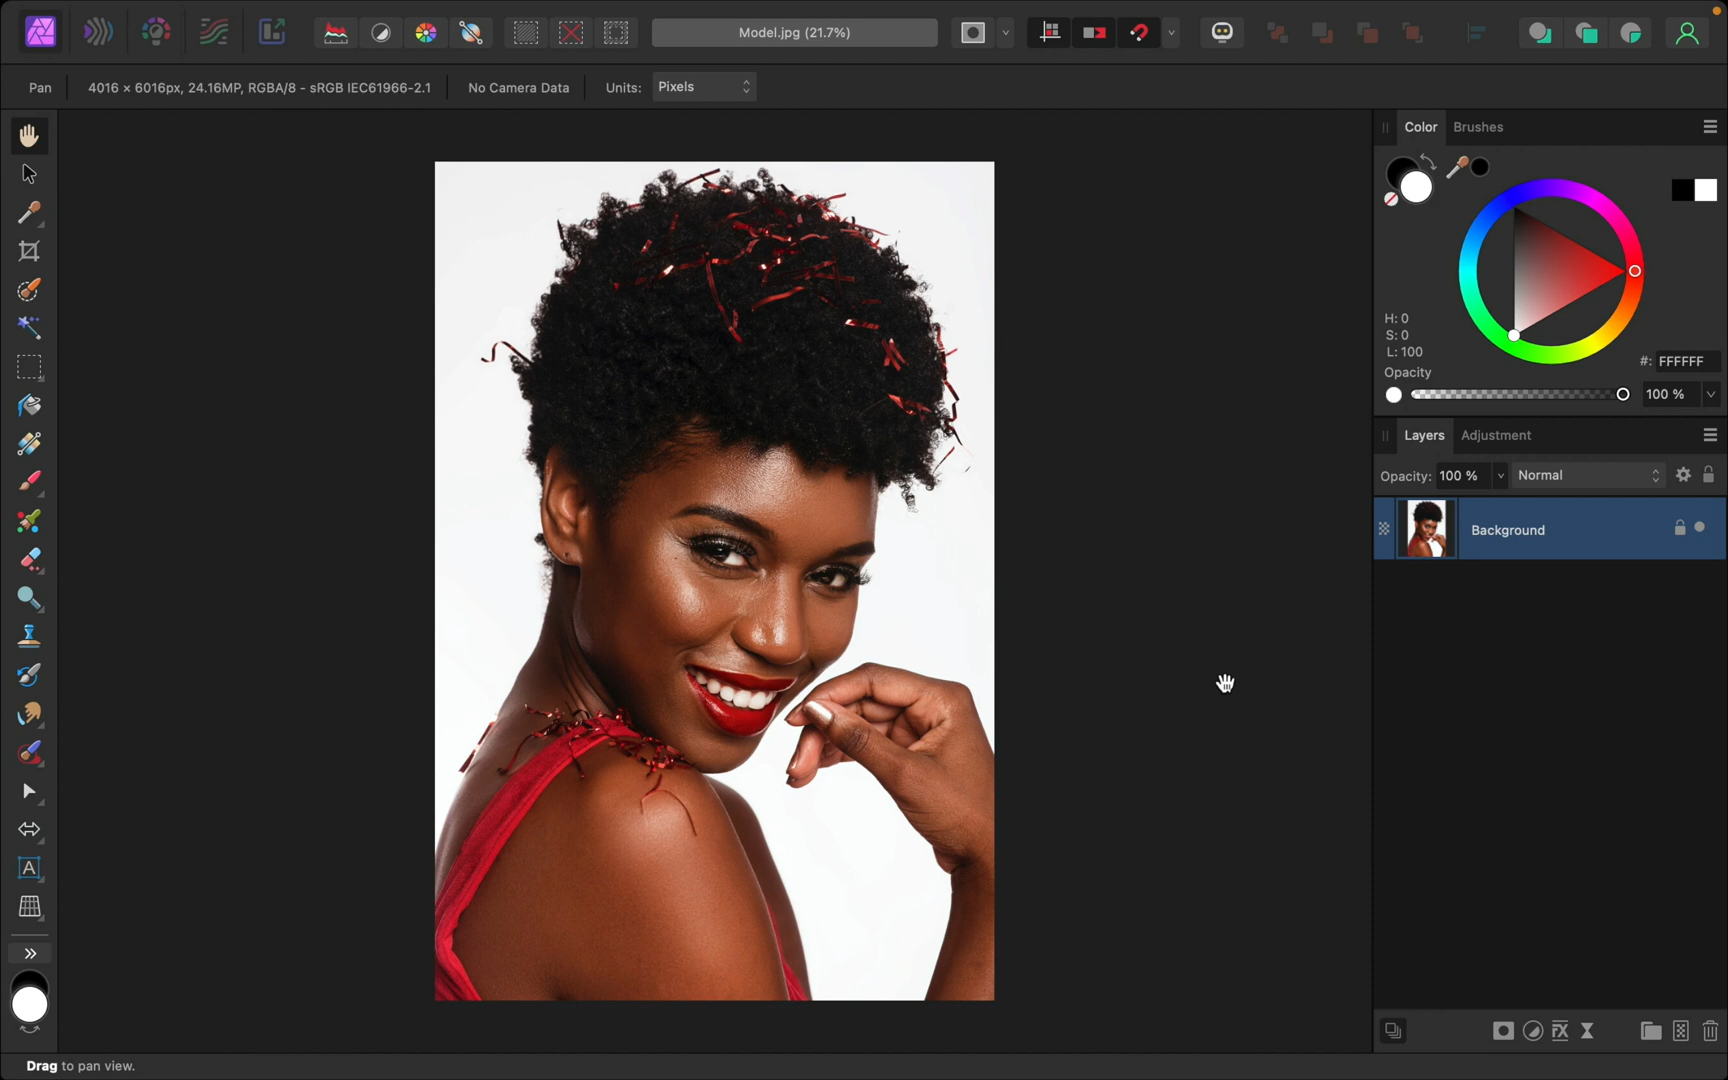 Model.jpg (21.7%)
Pan
4016 × 6016px, 24.16MP, RGBA/8 - sRGB IEC61966-2.1
No Camera Data
Units:
Pixels
Color
Brushes
H: 0
S: 0
L: 100
#: FFFFFF
Opacity
100 %
Layers
Adjustment
Opacity: 100 %
Normal
Background
A
FX
Drag to pan view.